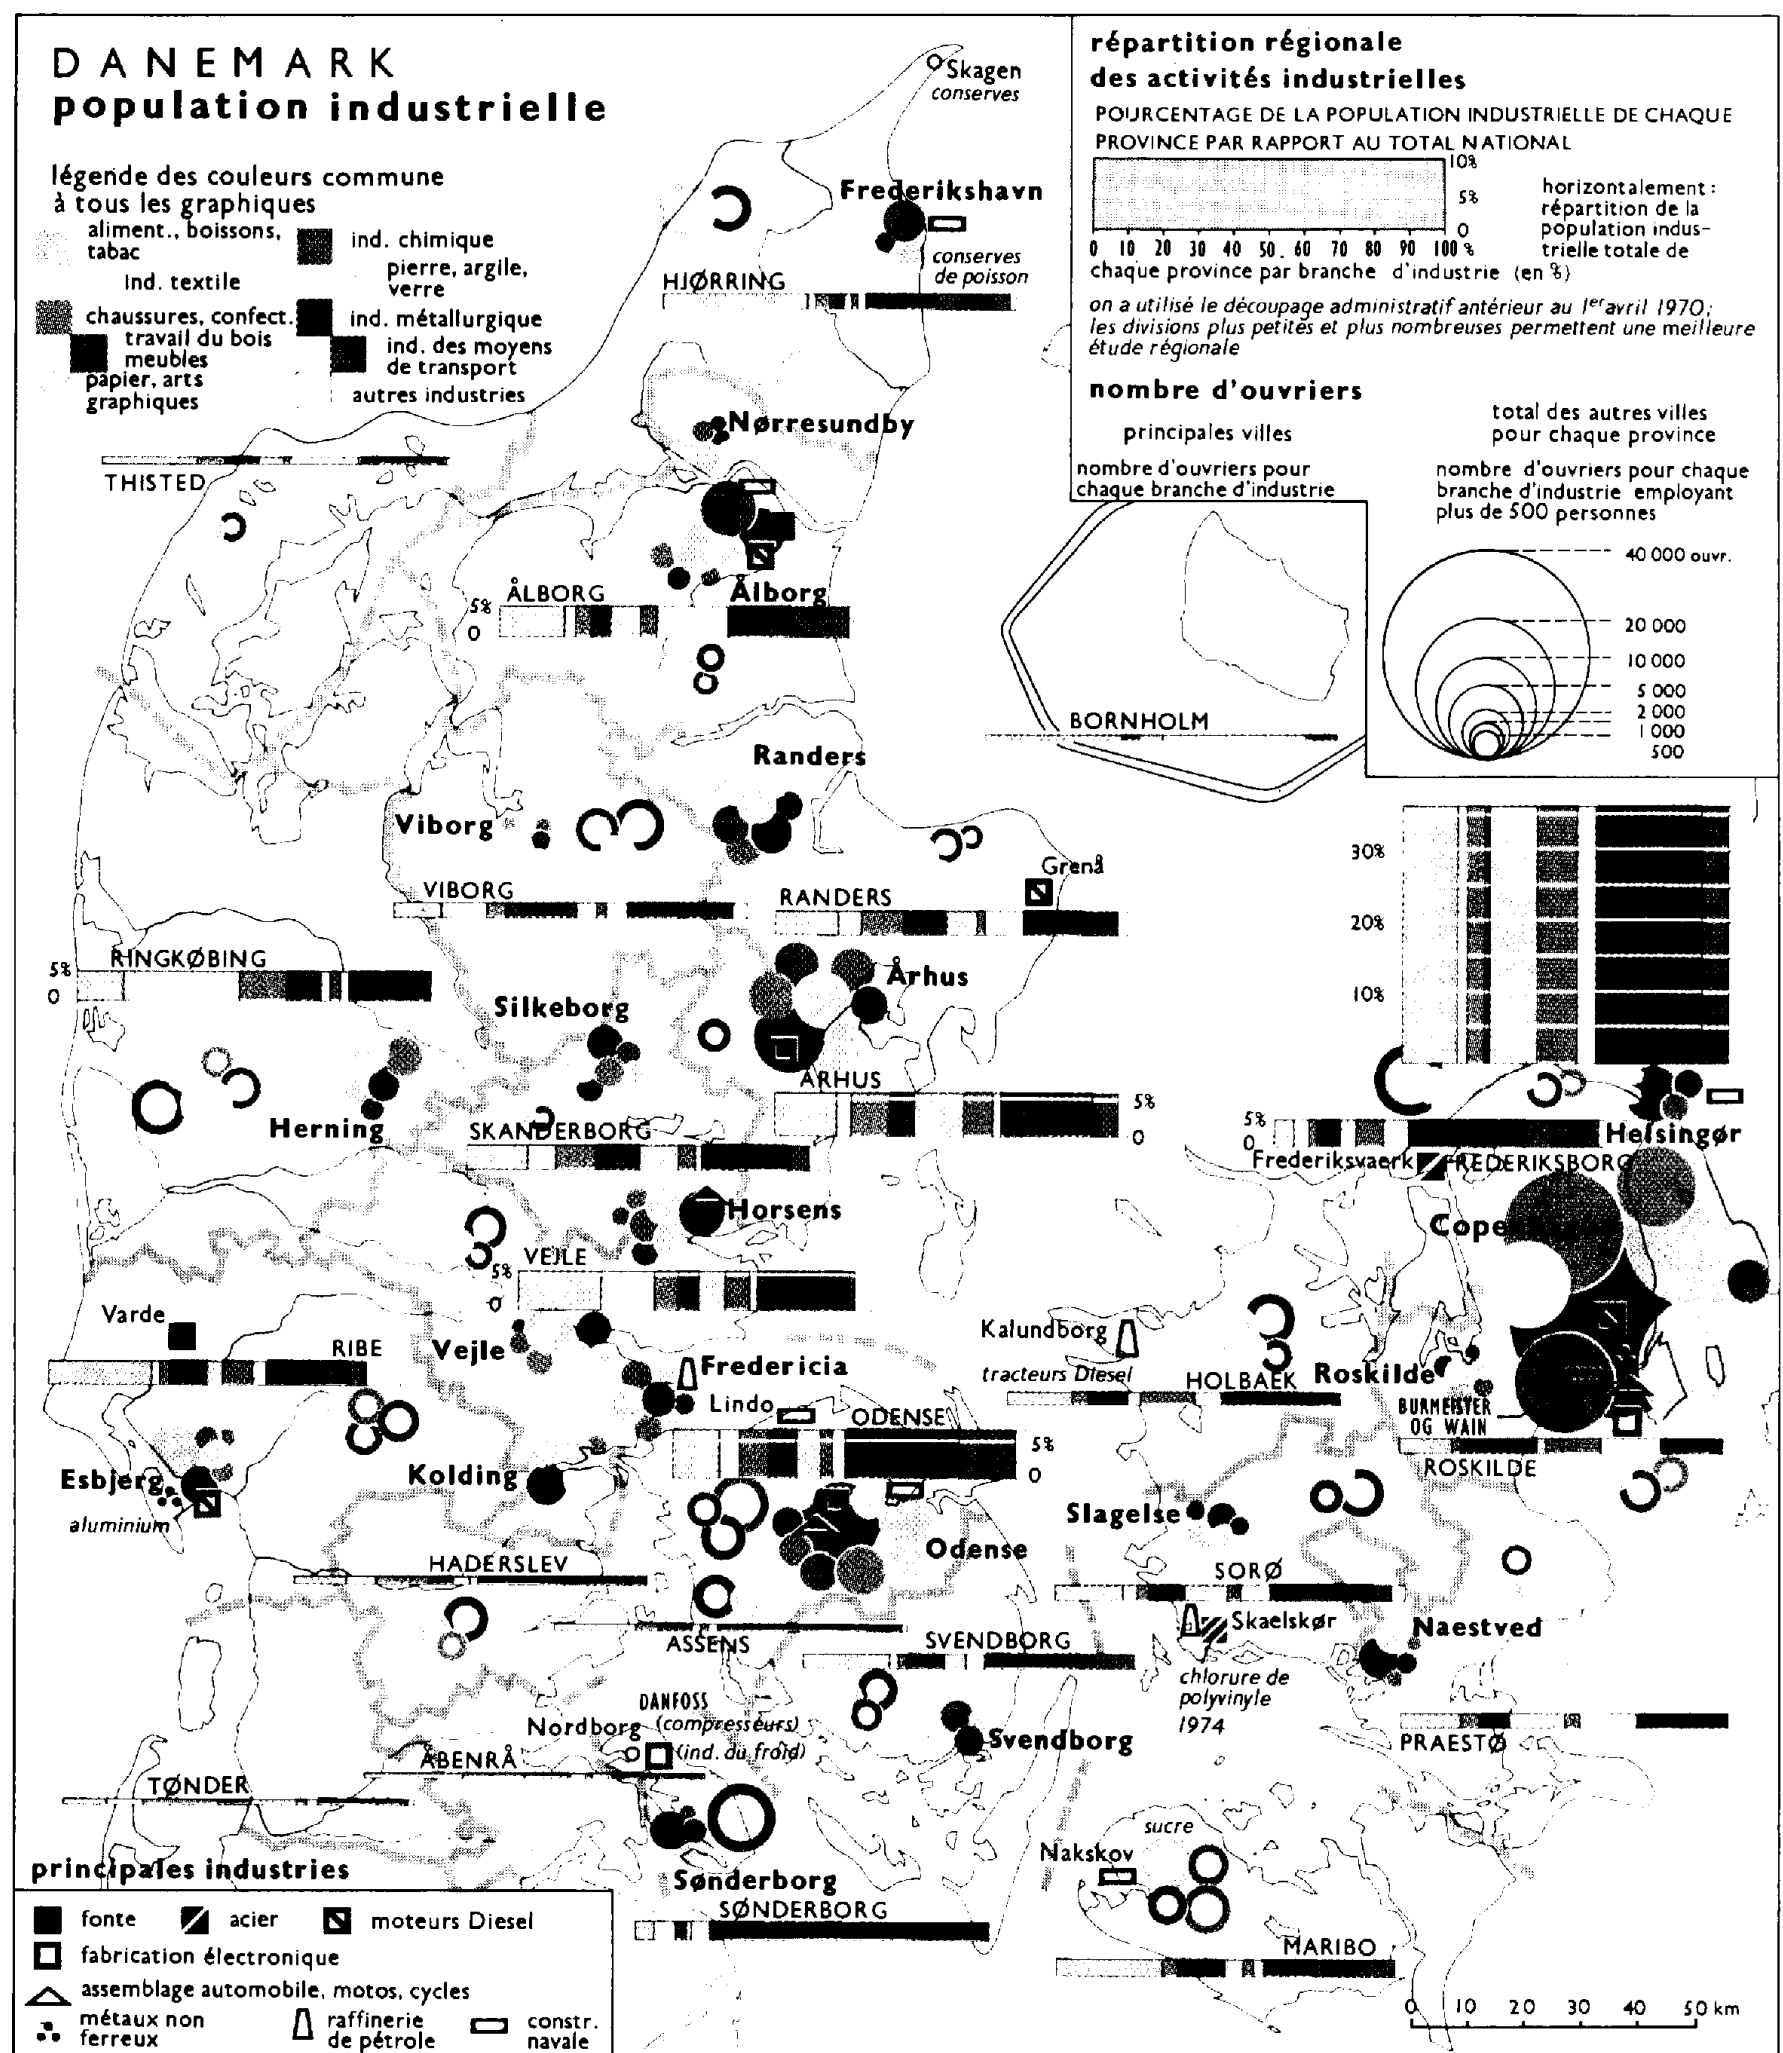 DANEMARK
population industrielle
légende des couleurs commune
à tous les graphiques
aliment., boissons,
tabac
Ind. textile
chaussures, confect.
travail du bois
meubles
papier, arts
graphiques
ind. chimique
pierre, argile,
verre
ind. métallurgique
ind. des moyens
de transport
autres industries
répartition régionale
des activités industrielles
POURCENTAGE DE LA POPULATION INDUSTRIELLE DE CHAQUE
PROVINCE PAR RAPPORT AU TOTAL NATIONAL
10%
5%
0
0 10 20 30 40 50 60 70 80 90 100 %
horizontalement :
répartition de la
population indus-
trielle totale de
chaque province par branche d'industrie (en %)
on a utilisé le découpage administratif antérieur au 1er avril 1970;
les divisions plus petites et plus nombreuses permettent une meilleure
étude régionale
nombre d'ouvriers
principales villes
nombre d'ouvriers pour
chaque branche d'industrie
total des autres villes
pour chaque province
nombre d'ouvriers pour chaque
branche d'industrie employant
plus de 500 personnes
40 000 ouvr.
20 000
10 000
5 000
2 000
1 000
500
Skagen
conserves
Frederikshavn
conserves
de poisson
HJØRRING
Nørresundby
THISTED
ÅLBORG
5%
0
Ålborg
BORNHOLM
Randers
Viborg
VIBORG
Grenå
RANDERS
30%
20%
10%
RINGKØBING
5%
0
Århus
Silkeborg
ÅRHUS
5%
0
Herning
SKANDERBORG
5%
0
Helsingør
Frederiksvaerk
FREDERIKSBORG
Horsens
Cope
VEJLE
5%
0
Varde
RIBE
Vejle
Fredericia
Kalundborg
tracteurs Diesel
HOLBAEK
Roskilde
Lindo
ODENSE
5%
0
BURMEISTER
OG WAIN
ROSKILDE
Esbjerg
aluminium
Kolding
Slagelse
Odense
HADERSLEV
SORØ
ASSENS
SVENDBORG
Skaelskør
Naestved
chlorure de
polyvinyle
1974
DANFOSS
Nordborg (compresseurs)
(ind. du froid)
Svendborg
PRAESTØ
ÅBENRÅ
TØNDER
sucre
Nakskov
Sønderborg
SØNDERBORG
MARIBO
principales industries
fonte
acier
moteurs Diesel
fabrication électronique
assemblage automobile, motos, cycles
métaux non
ferreux
raffinerie
de pétrole
constr.
navale
0 10 20 30 40 50 km